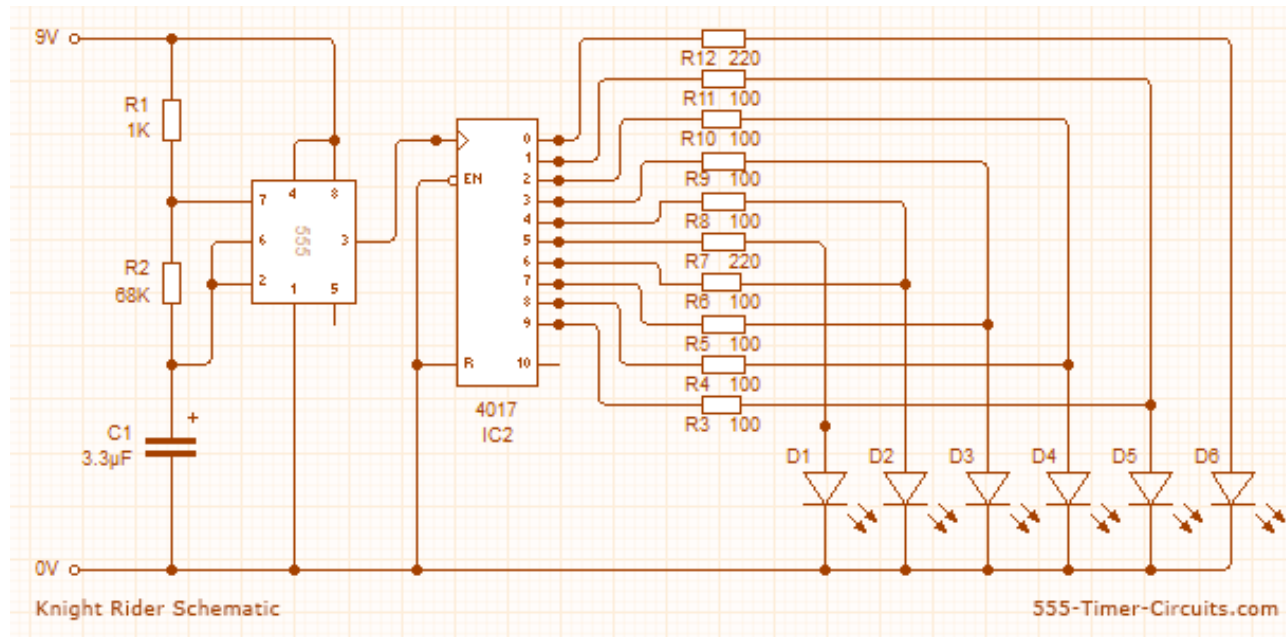 9V
R12 220
R11 100
R1
1K
R10 100
R9 100
R8 100
R7 220
R6 100
R5 100
R4 100
R3 100
0
1
2
3
4
5
6
7
8
9
10
EN
R
4017
IC2
4 8
7
6
2
555
3
1 5
R2
68K
+
C1
3.3µF
D1 D2 D3 D4 D5 D6
0V
Knight Rider Schematic
555-Timer-Circuits.com